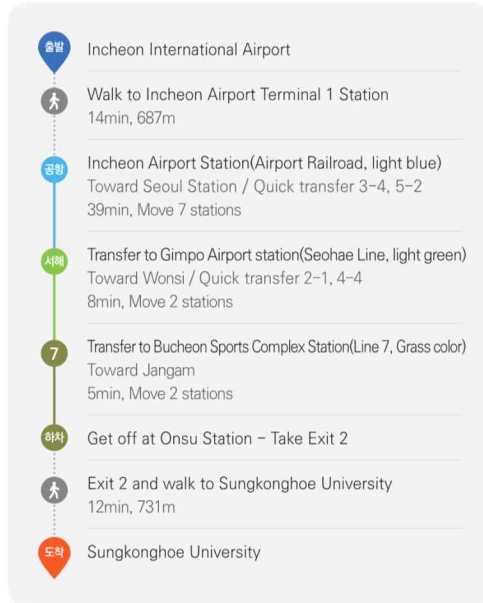 출발
Incheon International Airport
Walk to Incheon Airport Terminal 1 Station
14min, 687m
공항
Incheon Airport Station(Airport Railroad, light blue)
Toward Seoul Station / Quick transfer 3-4, 5-2
39min, Move 7 stations
서해
Transfer to Gimpo Airport station(Seohae Line, light green)
Toward Wonsi / Quick transfer 2-1, 4-4
8min, Move 2 stations
7
Transfer to Bucheon Sports Complex Station(Line 7, Grass color)
Toward Jangam
5min, Move 2 stations
하차
Get off at Onsu Station - Take Exit 2
Exit 2 and walk to Sungkonghoe University
12min, 731m
도착
Sungkonghoe University